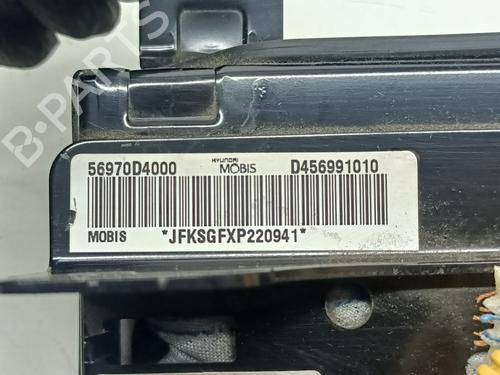 B-PARTS
HYUNDAI
56970D4000 MOBIS D456991010
MOBIS *JFKSGFXP220941*